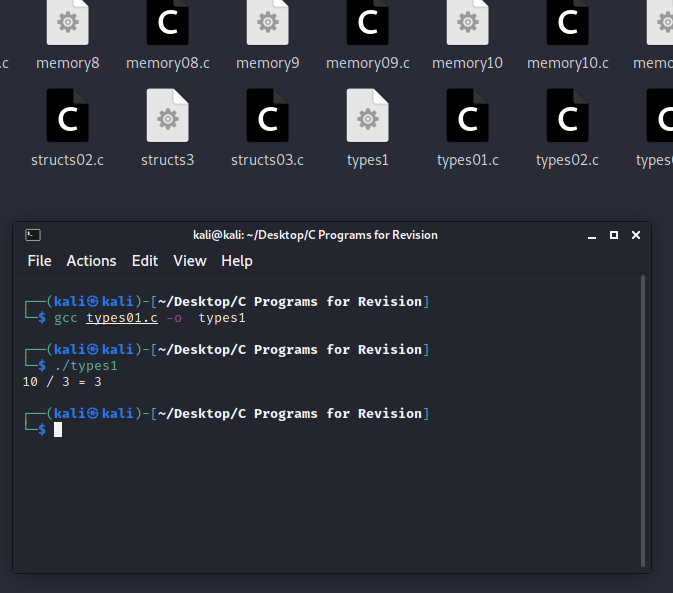 .c memory8 memory08.c memory9 memory09.c memory10 memory10.c
structs02.c structs3 structs03.c types1 types01.c types02.c
kali@kali: ~/Desktop/C Programs for Revision
File Actions Edit View Help
┌──(kali㉿kali)-[~/Desktop/C Programs for Revision]
└─$ gcc types01.c -o  types1
┌──(kali㉿kali)-[~/Desktop/C Programs for Revision]
└─$ ./types1
10 / 3 = 3
┌──(kali㉿kali)-[~/Desktop/C Programs for Revision]
└─$